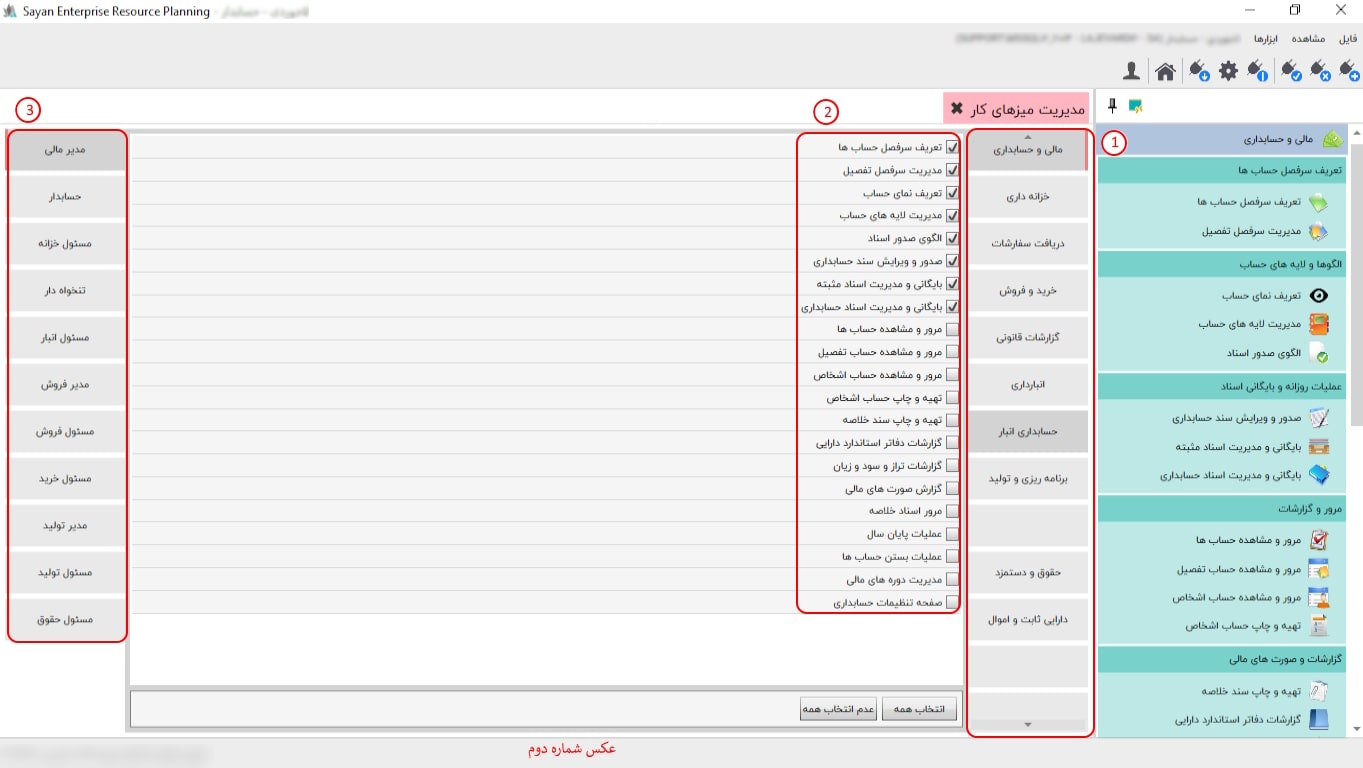 Sayan Enterprise Resource Planning
فایل
مشاهده
ابزارها
مدیریت میزهای کار ✖
1
مالی و حسابداری
تعریف سرفصل حساب ها
تعریف سرفصل حساب ها
مدیریت سرفصل تفصیل
الگوها و لایه های حساب
تعریف نمای حساب
مدیریت لایه های حساب
الگوی صدور اسناد
عملیات روزانه و بایگانی اسناد
صدور و ویرایش سند حسابداری
بایگانی و مدیریت اسناد مثبته
بایگانی و مدیریت اسناد حسابداری
مرور و گزارشات
مرور و مشاهده حساب ها
مرور و مشاهده حساب تفصیل
مرور و مشاهده حساب اشخاص
تهیه و چاپ حساب اشخاص
گزارشات و صورت های مالی
تهیه و چاپ سند خلاصه
گزارشات دفاتر استاندارد دارایی
مالی و حسابداری
خزانه داری
دریافت سفارشات
خرید و فروش
گزارشات قانونی
انبارداری
حسابداری انبار
برنامه ریزی و تولید
حقوق و دستمزد
دارایی ثابت و اموال
2
تعریف سرفصل حساب ها
مدیریت سرفصل تفصیل
تعریف نمای حساب
مدیریت لایه های حساب
الگوی صدور اسناد
صدور و ویرایش سند حسابداری
بایگانی و مدیریت اسناد مثبته
بایگانی و مدیریت اسناد حسابداری
مرور و مشاهده حساب ها
مرور و مشاهده حساب تفصیل
مرور و مشاهده حساب اشخاص
تهیه و چاپ حساب اشخاص
تهیه و چاپ سند خلاصه
گزارشات دفاتر استاندارد دارایی
گزارشات تراز و سود و زیان
گزارش صورت های مالی
مرور اسناد خلاصه
عملیات پایان سال
عملیات بستن حساب ها
مدیریت دوره های مالی
صفحه تنظیمات حسابداری
انتخاب همه
عدم انتخاب همه
3
مدیر مالی
حسابدار
مسئول خزانه
تنخواه دار
مسئول انبار
مدیر فروش
مسئول فروش
مسئول خرید
مدیر تولید
مسئول تولید
مسئول حقوق
عکس شماره دوم